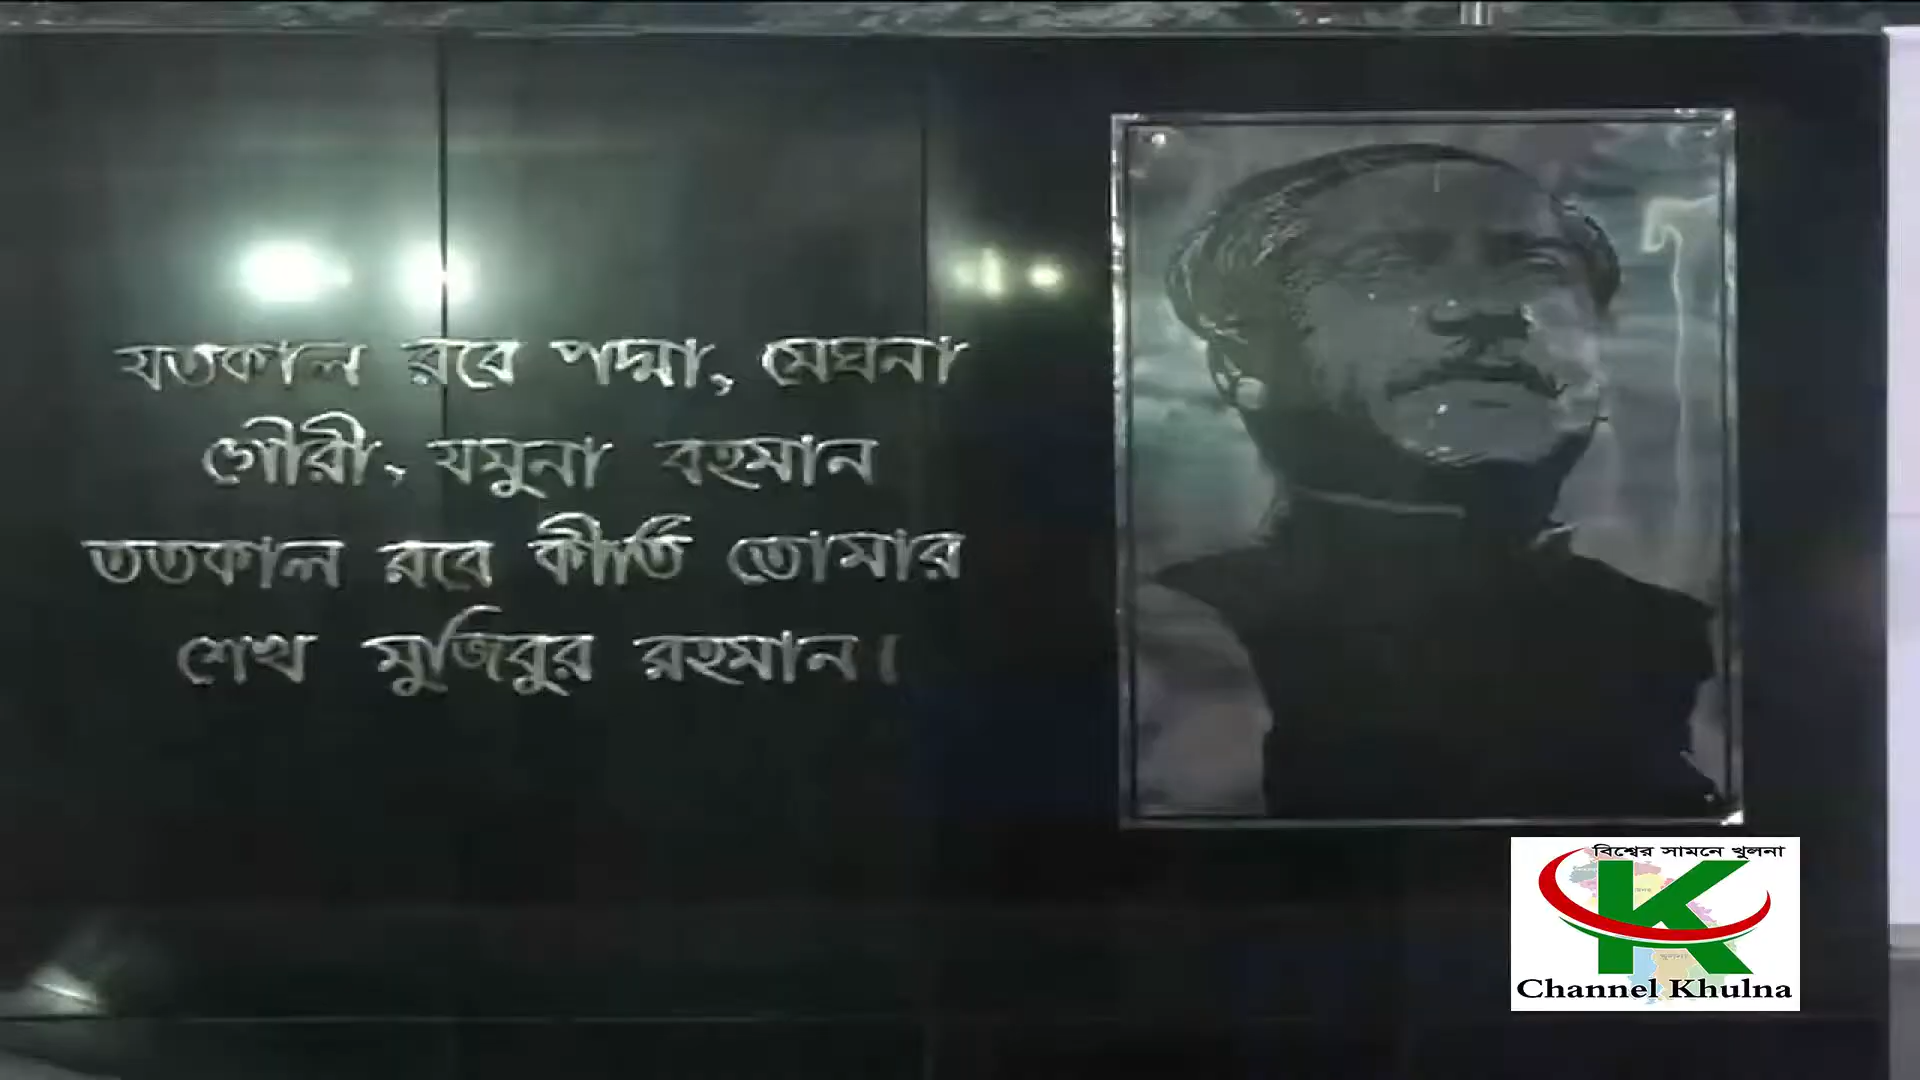 যতকাল রবে পদ্মা, মেঘনা
গৌরী, যমুনা বহমান
ততকাল রবে কীর্তি তোমার
শেখ মুজিবুর রহমান।
বিশ্বের সামনে খুলনা
K
Channel Khulna